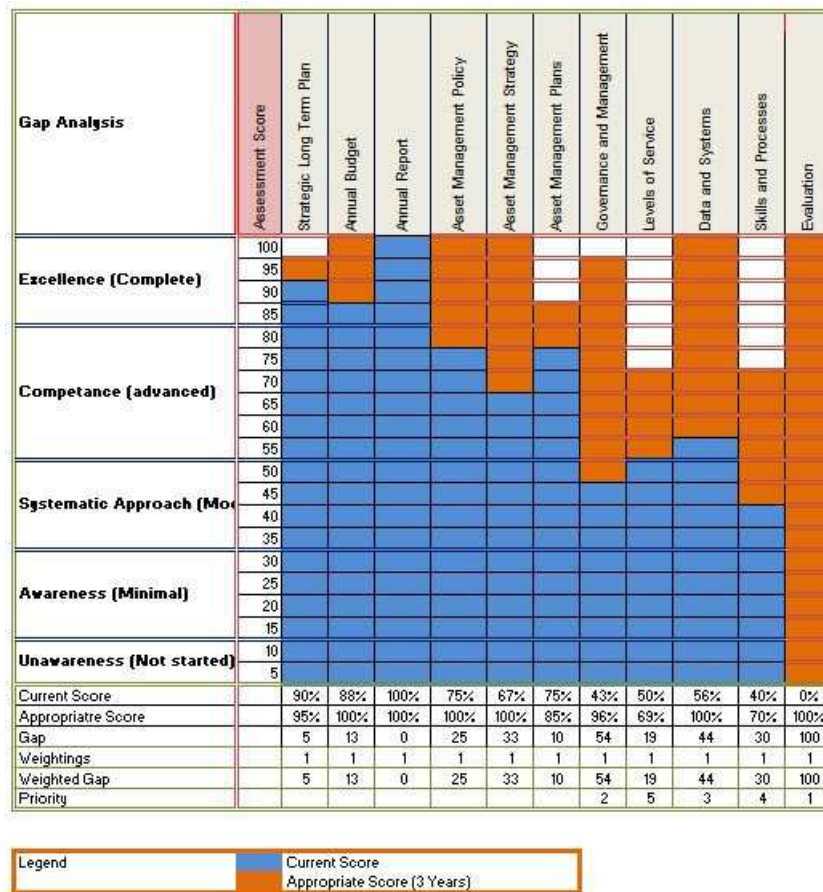 Gap Analysis
Assessment Score
Strategic Long Term Plan
Annual Budget
Annual Report
Asset Management Policy
Asset Management Strategy
Asset Management Plans
Governance and Management
Levels of Service
Data and Systems
Skills and Processes
Evaluation
Excellence (Complete)
100
95
90
85
Competance (advanced)
80
75
70
65
60
55
Systematic Approach (Mo
50
45
40
35
Awareness (Minimal)
30
25
20
15
Unawareness (Not started)
10
5
Current Score 90% 88% 100% 75% 67% 75% 43% 50% 56% 40% 0%
Appropriatre Score 95% 100% 100% 100% 100% 85% 96% 69% 100% 70% 100%
Gap 5 13 0 25 33 10 54 19 44 30 100
Weightings 1 1 1 1 1 1 1 1 1 1 1
Weighted Gap 5 13 0 25 33 10 54 19 44 30 100
Priority 2 5 3 4 1
Legend
Current Score
Appropriate Score (3 Years)